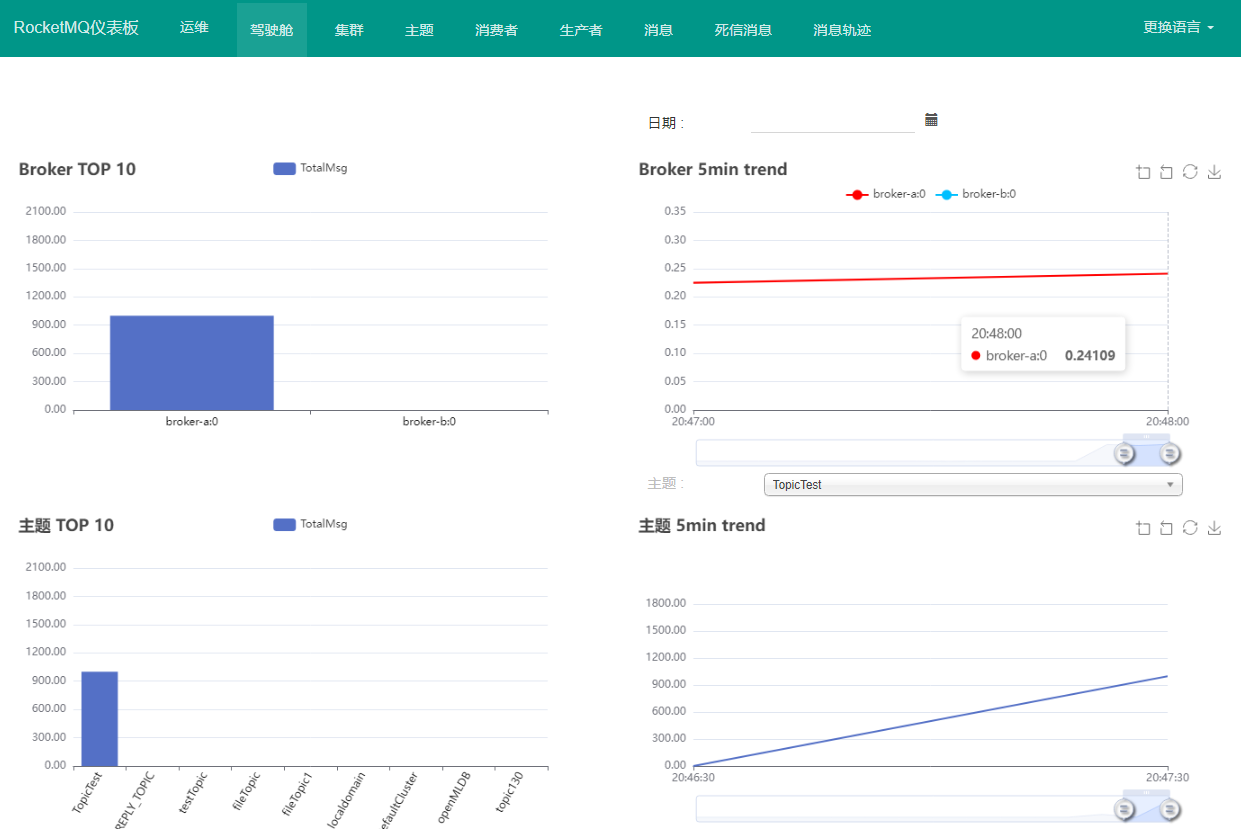 RocketMQ仪表板 运维 驾驶舱 集群 主题 消费者 生产者 消息 死信消息 消息轨迹 更换语言
日期 :
Broker TOP 10
TotalMsg
2100.00
1800.00
1500.00
1200.00
900.00
600.00
300.00
0.00
broker-a:0 broker-b:0
Broker 5min trend
broker-a:0 broker-b:0
0.35
0.30
0.25
0.20
0.15
0.10
0.05
0.00
20:48:00
broker-a:0 0.24109
20:47:00 20:48:00
主题 :
TopicTest
主题 TOP 10
TotalMsg
2100.00
1800.00
1500.00
1200.00
900.00
600.00
300.00
0.00
TopicTest REPLY_TOPIC testTopic fileTopic fileTopic1 localdomain efaultCluster openMLDB topic130
主题 5min trend
1800.00
1500.00
1200.00
900.00
600.00
300.00
0.00
20:46:30 20:47:30